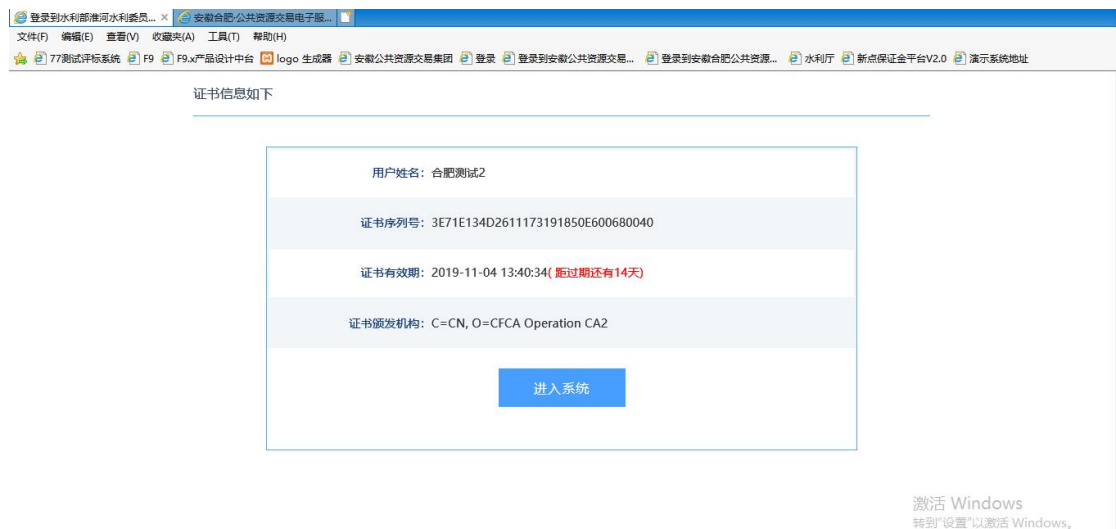 登录到水利部淮河水利委员... × 安徽合肥公共资源交易电子服...
文件(F) 编辑(E) 查看(V) 收藏夹(A) 工具(T) 帮助(H)
77测试评标系统 F9 F9.x产品设计中台 logo 生成器 安徽公共资源交易集团 登录 登录到安徽公共资源交易... 登录到安徽合肥公共资源... 水利厅 新点保证金平台V2.0 演示系统地址
证书信息如下
用户姓名：合肥测试2
证书序列号：3E71E134D2611173191850E600680040
证书有效期：2019-11-04 13:40:34( 距过期还有14天)
证书颁发机构：C=CN, O=CFCA Operation CA2
进入系统
激活 Windows
转到"设置"以激活 Windows。